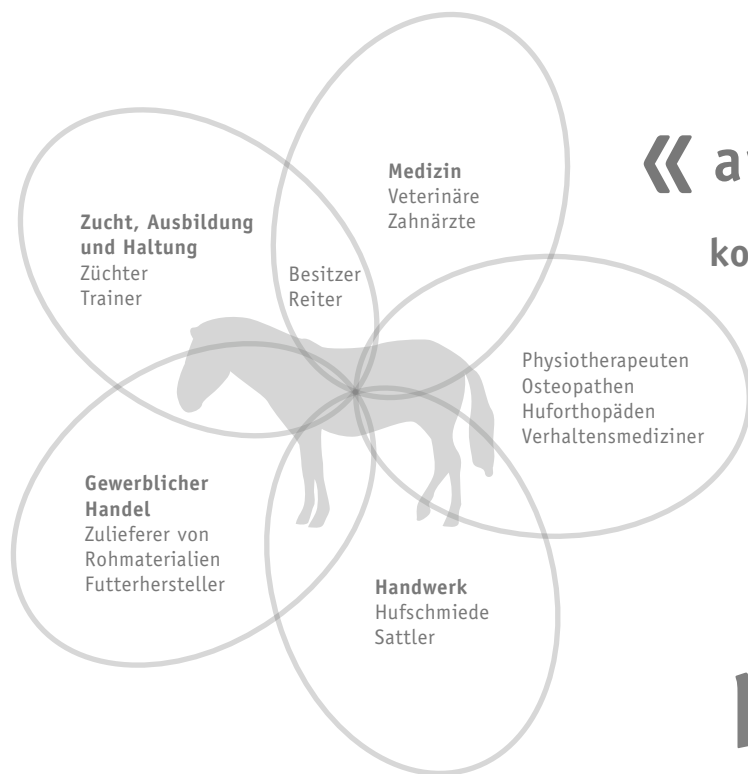 Medizin
Veterinäre
Zahnärzte
Zucht, Ausbildung
und Haltung
Züchter
Trainer
Besitzer
Reiter
Physiotherapeuten
Osteopathen
Huforthopäden
Verhaltensmediziner
Gewerblicher
Handel
Zulieferer von
Rohmaterialien
Futterhersteller
Handwerk
Hufschmiede
Sattler
«
ko